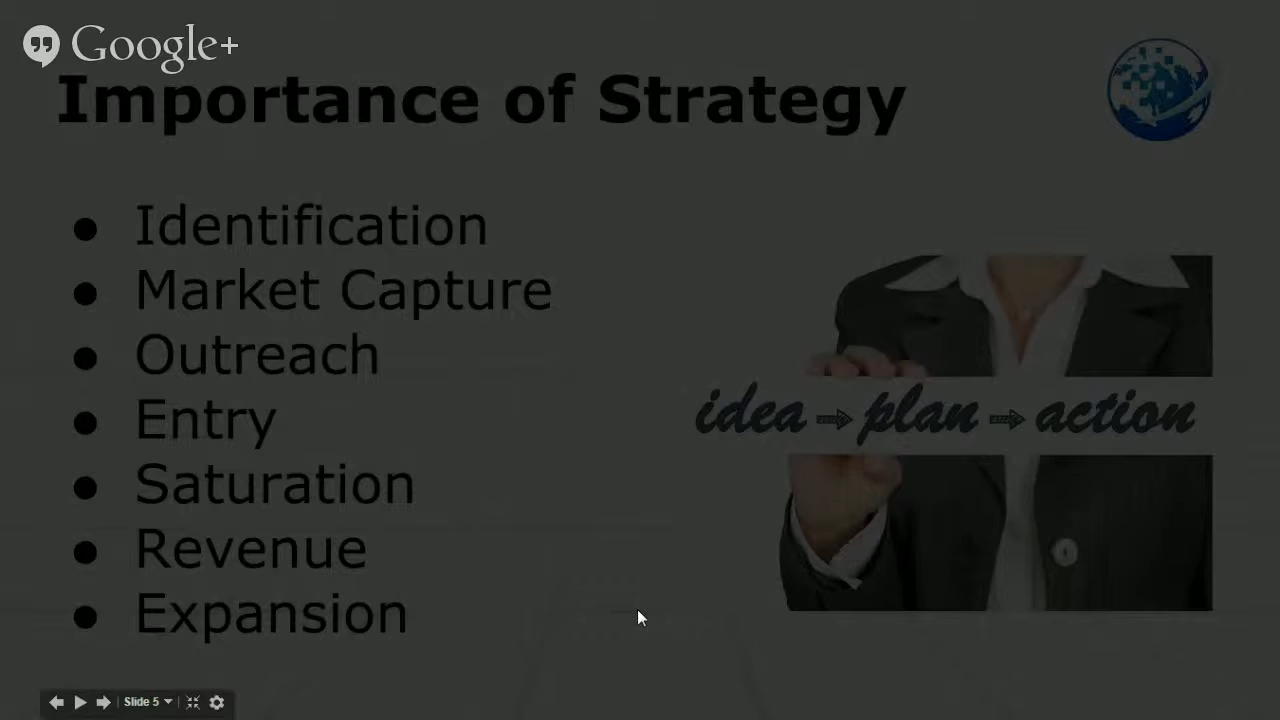 Google+
Importance of Strategy
● Identification
● Market Capture
● Outreach
● Entry
● Saturation
● Revenue
● Expansion
idea plan action
Slide 5